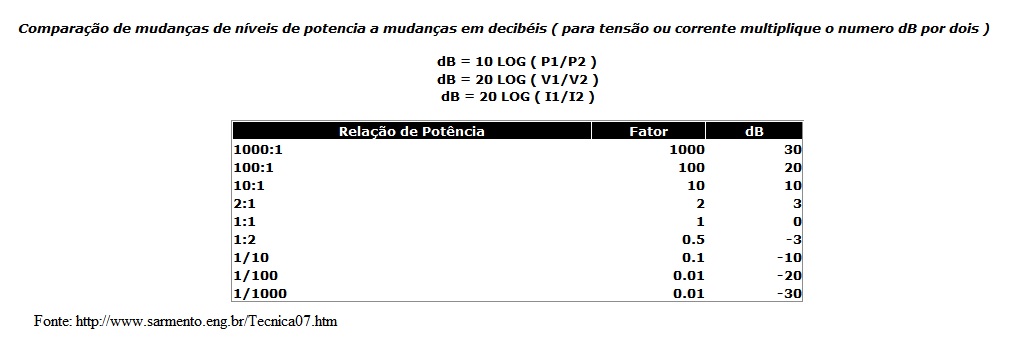 Comparação de mudanças de níveis de potencia a mudanças em decibéis ( para tensão ou corrente multiplique o numero dB por dois )
dB = 10 LOG ( P1/P2 )
dB = 20 LOG ( V1/V2 )
dB = 20 LOG ( I1/I2 )
Relação de Potência Fator dB
1000:1 1000 30
100:1 100 20
10:1 10 10
2:1 2 3
1:1 1 0
1:2 0.5 -3
1/10 0.1 -10
1/100 0.01 -20
1/1000 0.01 -30
Fonte: http://www.sarmento.eng.br/Tecnica07.htm